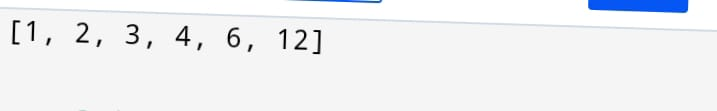 [1, 2, 3, 4, 6, 12]